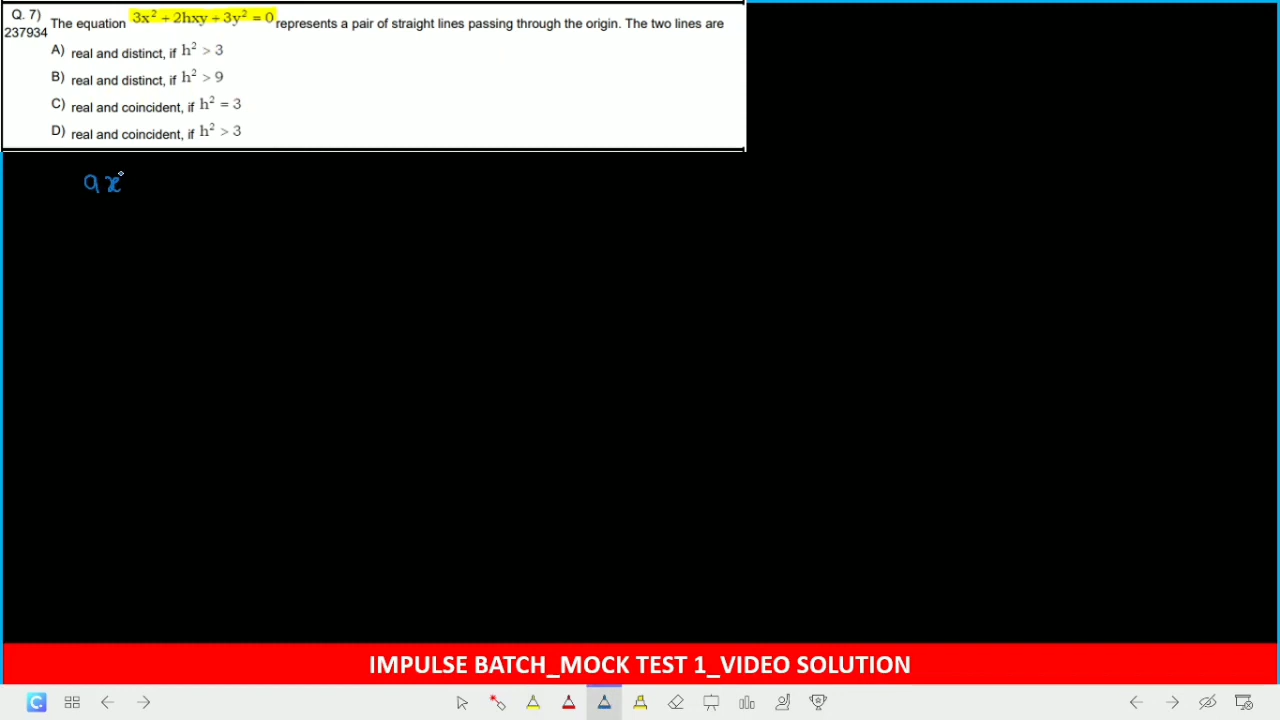 Q. 7)
237934
The equation 3x² + 2hxy + 3y² = 0 represents a pair of straight lines passing through the origin. The two lines are
A) real and distinct, if h² > 3
B) real and distinct, if h² > 9
C) real and coincident, if h² = 3
D) real and coincident, if h² > 3
a x
IMPULSE BATCH_MOCK TEST 1_VIDEO SOLUTION